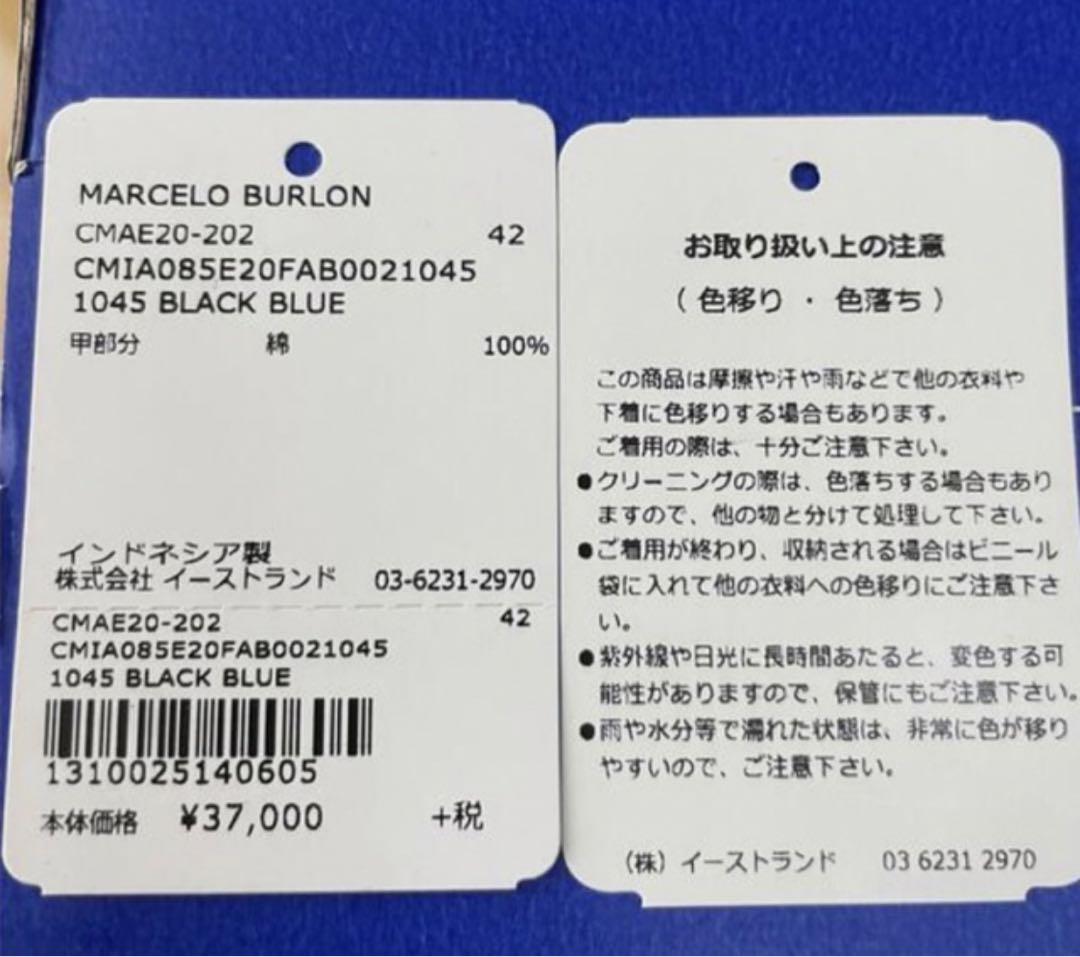 MARCELO BURLON
CMAE20-202 42
CMIA085E20FAB0021045
1045 BLACK BLUE
甲部分 綿 100%
インドネシア製
株式会社 イーストランド 03-6231-2970
CMAE20-202 42
CMIA085E20FAB0021045
1045 BLACK BLUE
1310025140605
本体価格 ¥37,000 +税
お取り扱い上の注意
( 色移り ・ 色落ち )
この商品は摩擦や汗や雨などで他の衣料や
下着に色移りする場合もあります。
ご着用の際は、十分ご注意下さい。
●クリーニングの際は、色落ちする場合もあり
ますので、他の物と分けて処理して下さい。
●ご着用が終わり、収納される場合はビニール
袋に入れて他の衣料への色移りにご注意下さ
い。
●紫外線や日光に長時間あたると、変色する可
能性がありますので、保管にもご注意下さい。
●雨や水分等で濡れた状態は、非常に色が移り
やすいので、ご注意下さい。
(株) イーストランド 03 6231 2970